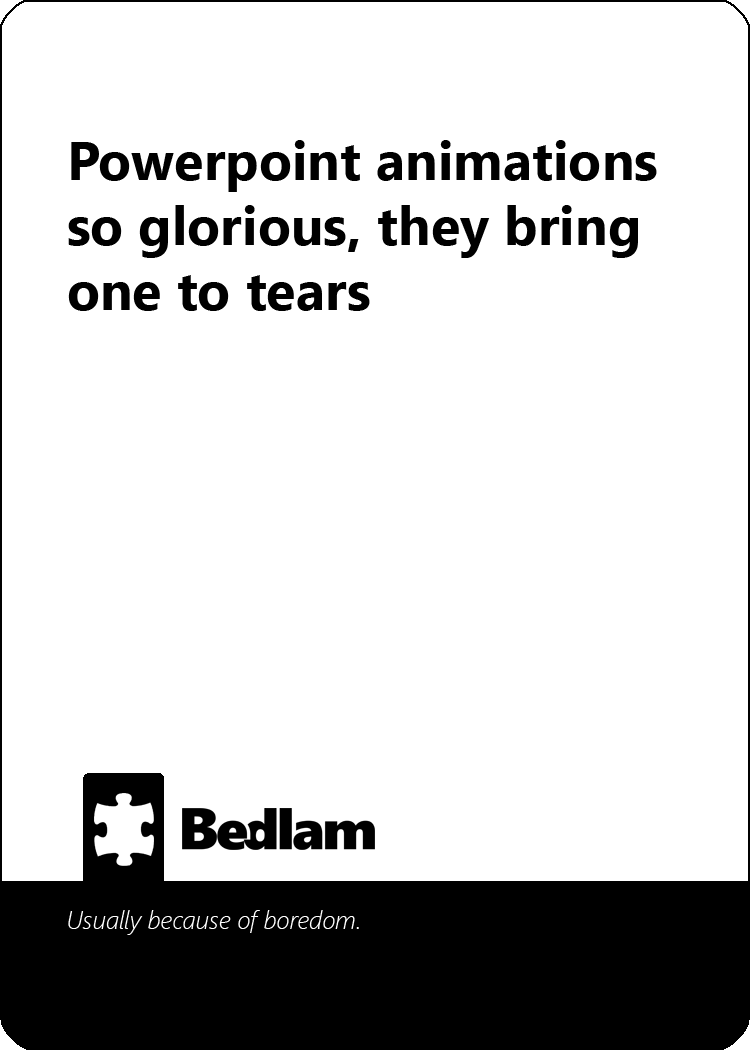 Powerpoint animations
so glorious, they bring
one to tears
Bedlam
Usually because of boredom.